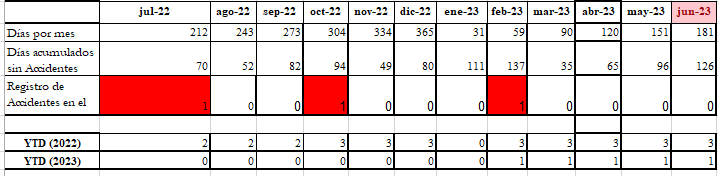 jul-22 ago-22 sep-22 oct-22 nov-22 dic-22 ene-23 feb-23 mar-23 abr-23 may-23 jun-23
Días por mes 212 243 273 304 334 365 31 59 90 120 151 181
Días acumulados
sin Accidentes 70 52 82 94 49 80 111 137 35 65 96 126
Registro de
Accidentes en el 1 0 0 1 0 0 0 1 0 0 0 0
YTD (2022) 2 2 2 3 3 3 0 3 3 3 3 3
YTD (2023) 0 0 0 0 0 0 0 1 1 1 1 1